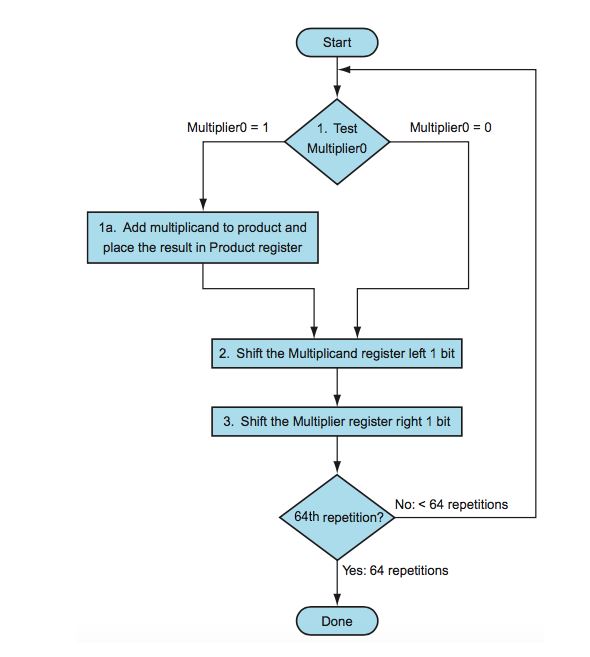 Start
Multiplier0 = 1
1. Test
Multiplier0
Multiplier0 = 0
1a. Add multiplicand to product and
place the result in Product register
2. Shift the Multiplicand register left 1 bit
3. Shift the Multiplier register right 1 bit
64th repetition?
No: < 64 repetitions
Yes: 64 repetitions
Done